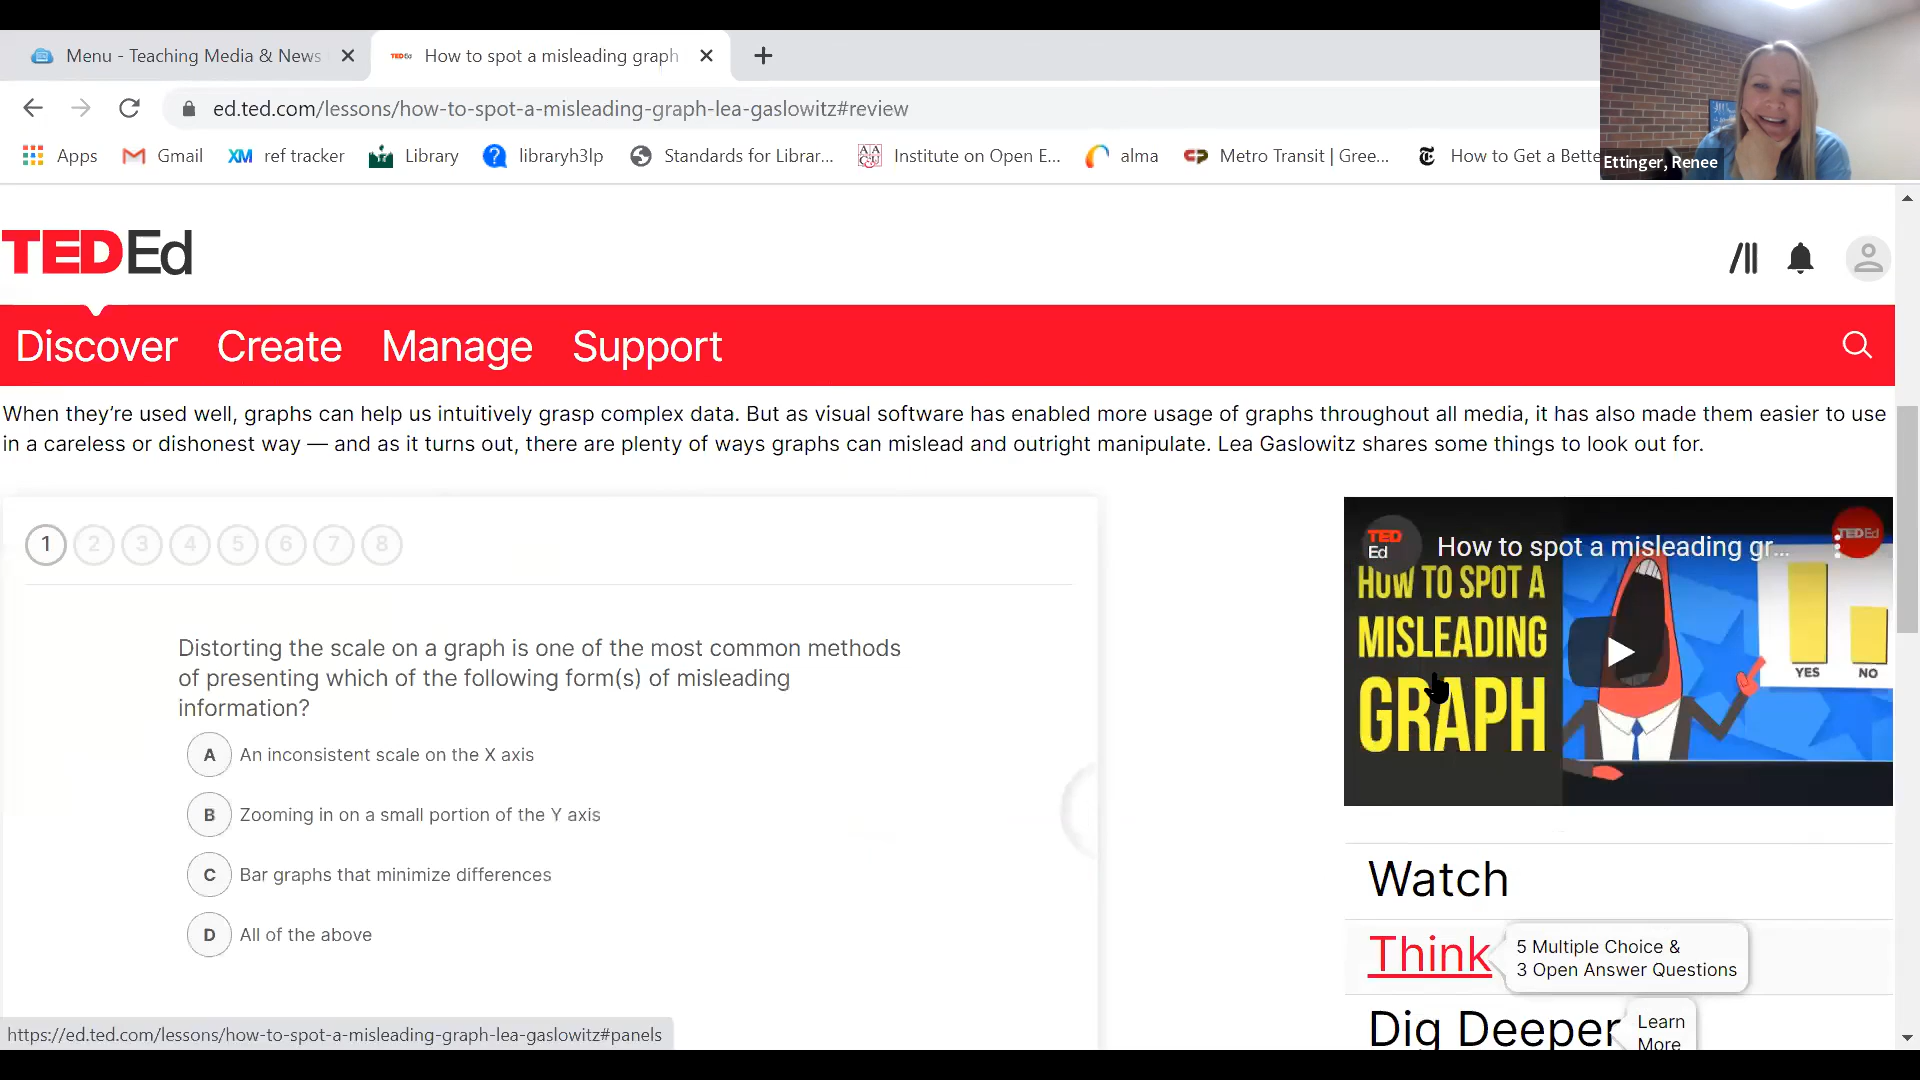 Menu - Teaching Media & News
How to spot a misleading graph
ed.ted.com/lessons/how-to-spot-a-misleading-graph-lea-gaslowitz#review
Apps
Gmail
XM ref tracker
Library
libraryh3lp
Standards for Librar...
Institute on Open E...
alma
Metro Transit | Gree...
How to Get a Bette
Ettinger, Renee
TEDEd
Discover Create Manage Support
When they’re used well, graphs can help us intuitively grasp complex data. But as visual software has enabled more usage of graphs throughout all media, it has also made them easier to use
in a careless or dishonest way — and as it turns out, there are plenty of ways graphs can mislead and outright manipulate. Lea Gaslowitz shares some things to look out for.
1 2 3 4 5 6 7 8
Distorting the scale on a graph is one of the most common methods
of presenting which of the following form(s) of misleading
information?
A An inconsistent scale on the X axis
B Zooming in on a small portion of the Y axis
C Bar graphs that minimize differences
D All of the above
TED
Ed
How to spot a misleading gr...
TEDEd
HOW TO SPOT A
MISLEADING
GRAPH
YES NO
Watch
Think
5 Multiple Choice &
3 Open Answer Questions
Dig Deeper
Learn
More
https://ed.ted.com/lessons/how-to-spot-a-misleading-graph-lea-gaslowitz#panels